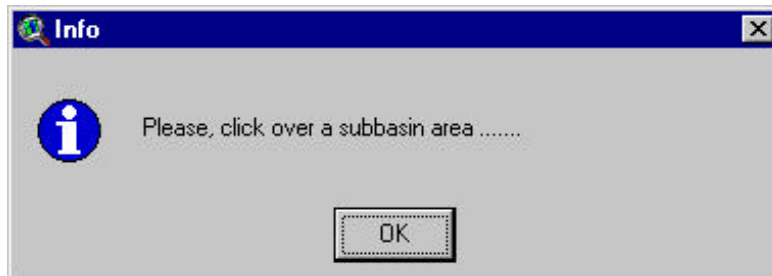 Info
Please, click over a subbasin area .......
OK